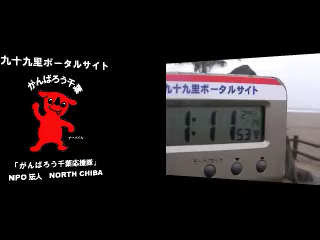 九十九里ポータルサイト
がんばろう千葉
「がんばろう千葉応援隊」
NPO 法人 NORTH CHIBA
九十九里ポータルサイト
1:11
53